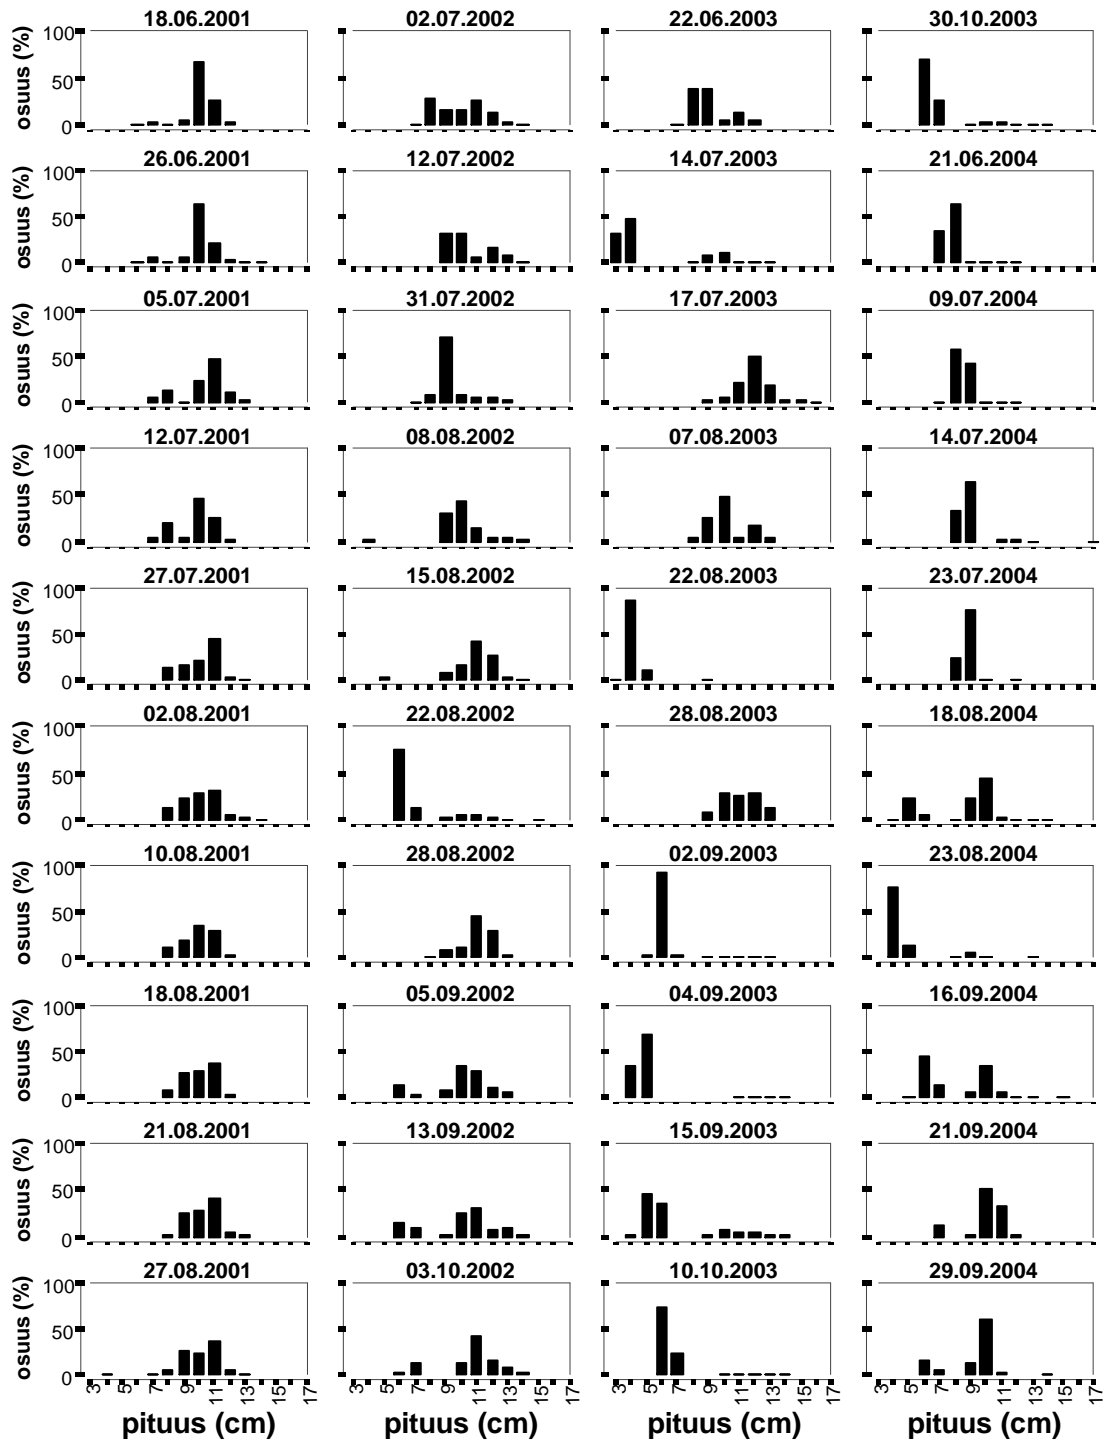 18.06.2001 02.07.2002 22.06.2003 30.10.2003
osuus (%) 100 50 0
26.06.2001 12.07.2002 14.07.2003 21.06.2004
osuus (%) 100 50 0
05.07.2001 31.07.2002 17.07.2003 09.07.2004
osuus (%) 100 50 0
12.07.2001 08.08.2002 07.08.2003 14.07.2004
osuus (%) 100 50 0
27.07.2001 15.08.2002 22.08.2003 23.07.2004
osuus (%) 100 50 0
02.08.2001 22.08.2002 28.08.2003 18.08.2004
osuus (%) 100 50 0
10.08.2001 28.08.2002 02.09.2003 23.08.2004
osuus (%) 100 50 0
18.08.2001 05.09.2002 04.09.2003 16.09.2004
osuus (%) 100 50 0
21.08.2001 13.09.2002 15.09.2003 21.09.2004
osuus (%) 100 50 0
27.08.2001 03.10.2002 10.10.2003 29.09.2004
osuus (%) 100 50 0
3 5 7 9 11 13 15 17 3 5 7 9 11 13 15 17 3 5 7 9 11 13 15 17 3 5 7 9 11 13 15 17
pituus (cm) pituus (cm) pituus (cm) pituus (cm)